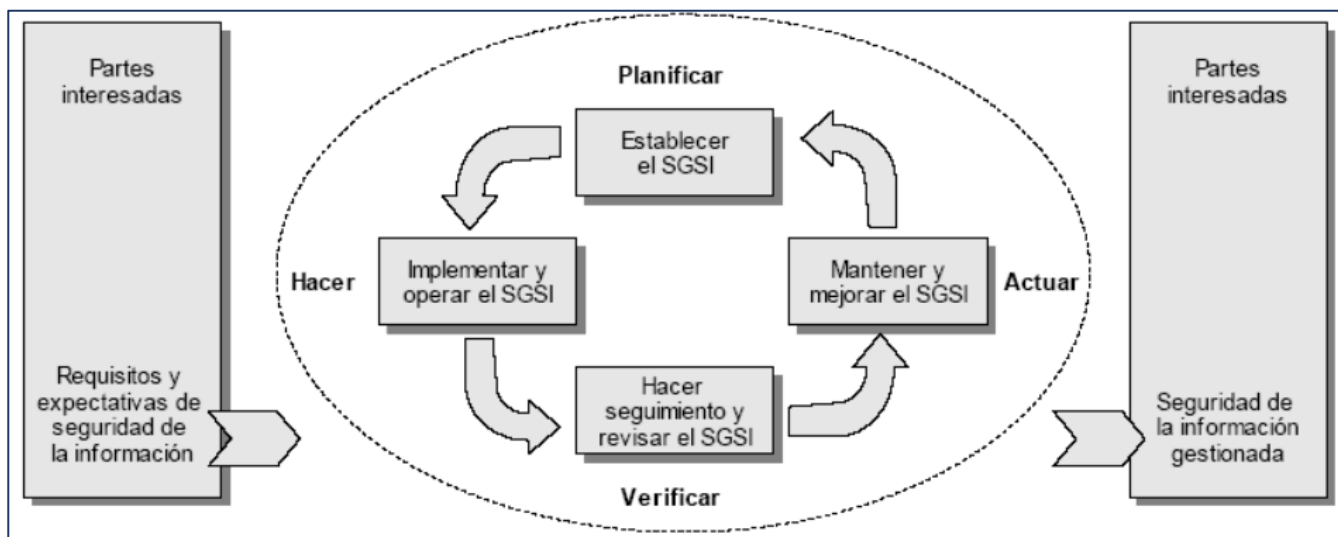 Partes
interesadas
Requisitos y
expectativas de
seguridad de
la información
Planificar
Establecer
el SGSI
Hacer
Implementar y
operar el SGSI
Mantener y
mejorar el SGSI
Actuar
Hacer
seguimiento y
revisar el SGSI
Verificar
Partes
interesadas
Seguridad de
la información
gestionada